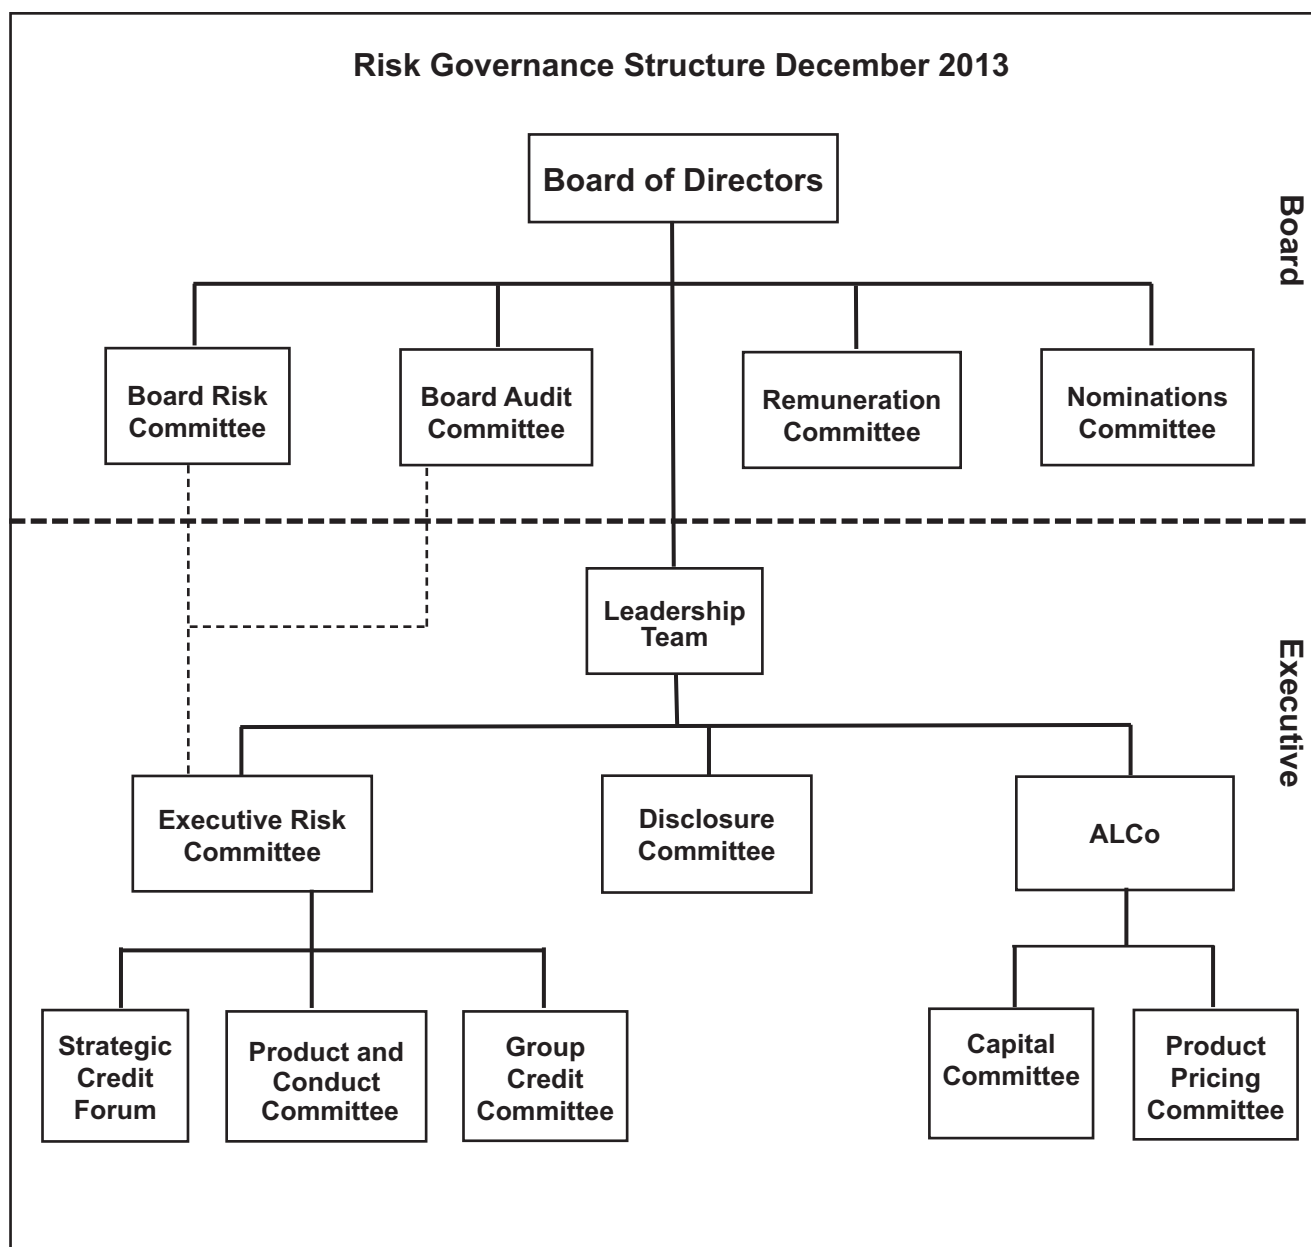 Risk Governance Structure December 2013
Board of Directors
Board
Board Risk
Committee
Board Audit
Committee
Remuneration
Committee
Nominations
Committee
Leadership
Team
Executive
Executive Risk
Committee
Disclosure
Committee
ALCo
Strategic
Credit
Forum
Product and
Conduct
Committee
Group
Credit
Committee
Capital
Committee
Product
Pricing
Committee